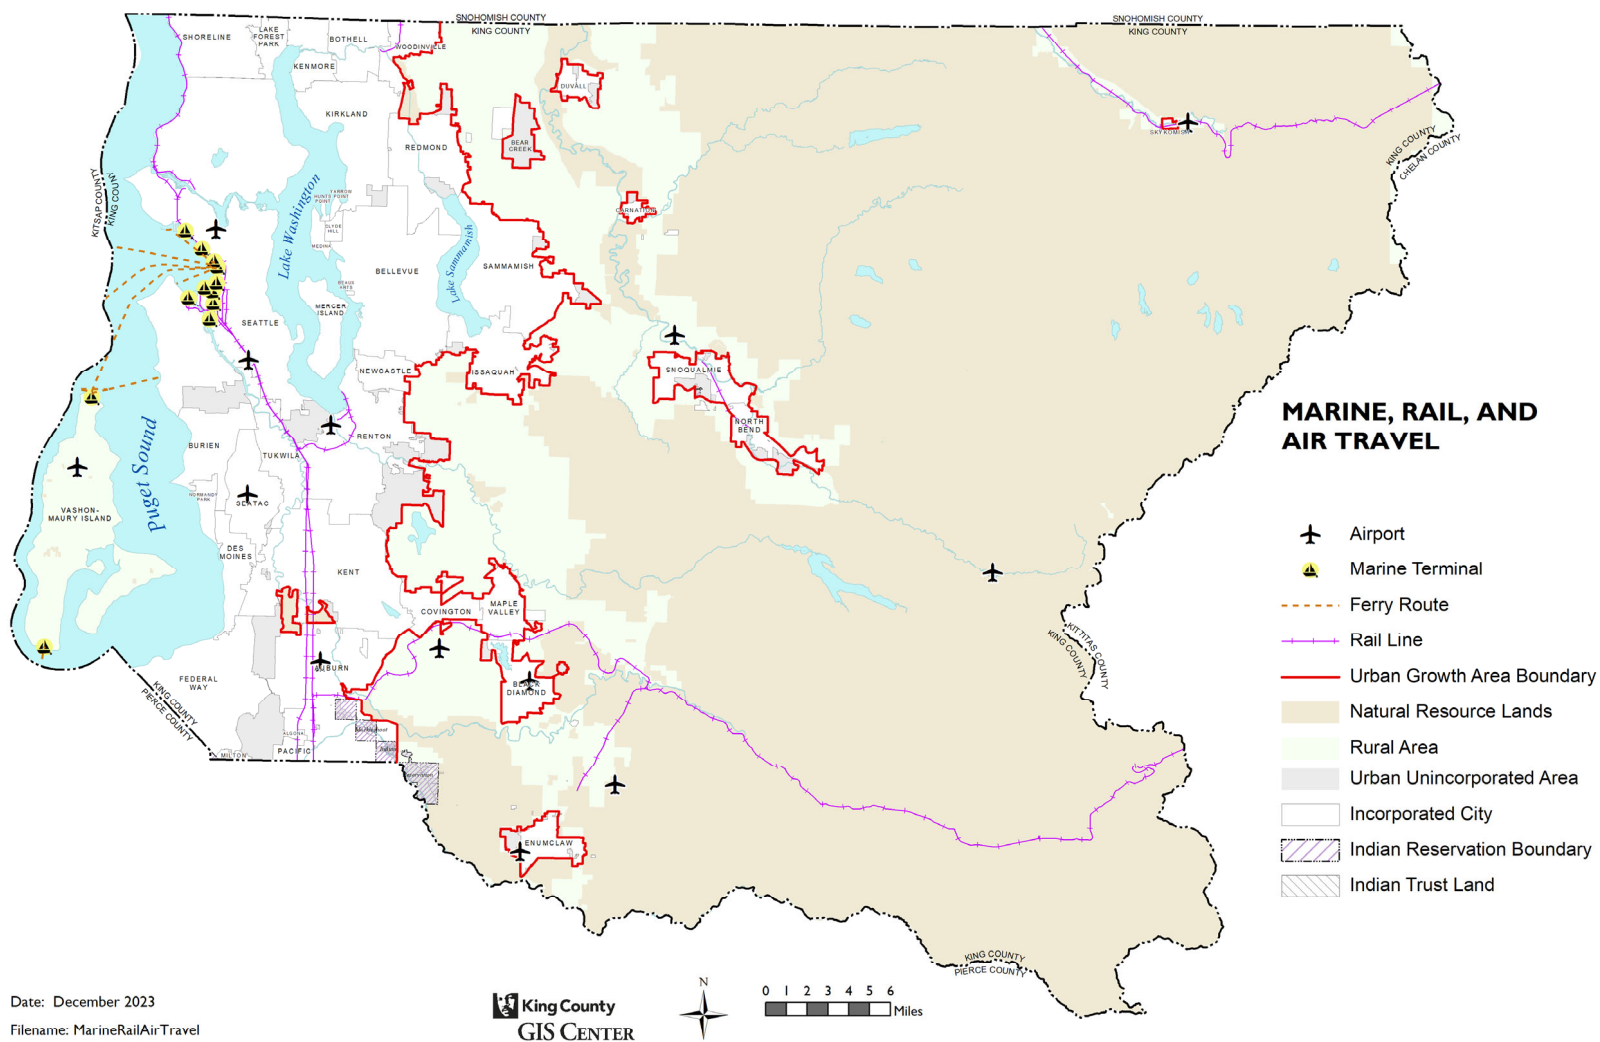 SNOHOMISH COUNTY
KING COUNTY
SNOHOMISH COUNTY
KING COUNTY
SHORELINE
LAKE
FOREST
PARK
BOTHELL
WOODINVILLE
KENMORE
DUVALL
KIRKLAND
REDMOND
BEAR
CREEK
SKYKOMISH
KING COUNTY
CHELAN COUNTY
KITSAP COUNTY
KING COUNTY
Lake Washington
YARROW
POINT
HUNTS
POINT
CARNATION
CLYDE
HILL
MEDINA
Lake Sammamish
BELLEVUE
SAMMAMISH
BEAUX
ARTS
MERCER
ISLAND
SEATTLE
NEWCASTLE
ISSAQUAH
SNOQUALMIE
NORTH
BEND
Puget Sound
BURIEN
RENTON
TUKWILA
NORMANDY
PARK
SEATAC
VASHON-
MAURY ISLAND
DES
MOINES
KENT
COVINGTON
MAPLE
VALLEY
KITTITAS COUNTY
KING COUNTY
AUBURN
FEDERAL
WAY
BLACK
DIAMOND
KING COUNTY
PIERCE COUNTY
ALGONA
PACIFIC
MILTON
Muckleshoot
Indian
Reservation
ENUMCLAW
KING COUNTY
PIERCE COUNTY
MARINE, RAIL, AND
AIR TRAVEL
Airport
Marine Terminal
Ferry Route
Rail Line
Urban Growth Area Boundary
Natural Resource Lands
Rural Area
Urban Unincorporated Area
Incorporated City
Indian Reservation Boundary
Indian Trust Land
Date: December 2023
Filename: MarineRailAirTravel
King County
GIS CENTER
N
0 1 2 3 4 5 6
Miles